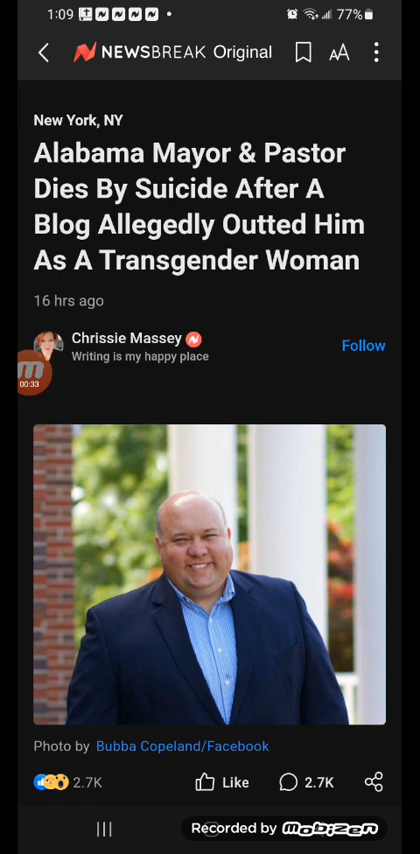 1:09 77%
NEWSBREAK Original AA
New York, NY
Alabama Mayor & Pastor
Dies By Suicide After A
Blog Allegedly Outted Him
As A Transgender Woman
16 hrs ago
Chrissie Massey
Follow
Writing is my happy place
00:33
Photo by Bubba Copeland/Facebook
2.7K Like 2.7K
Recorded by mobizen